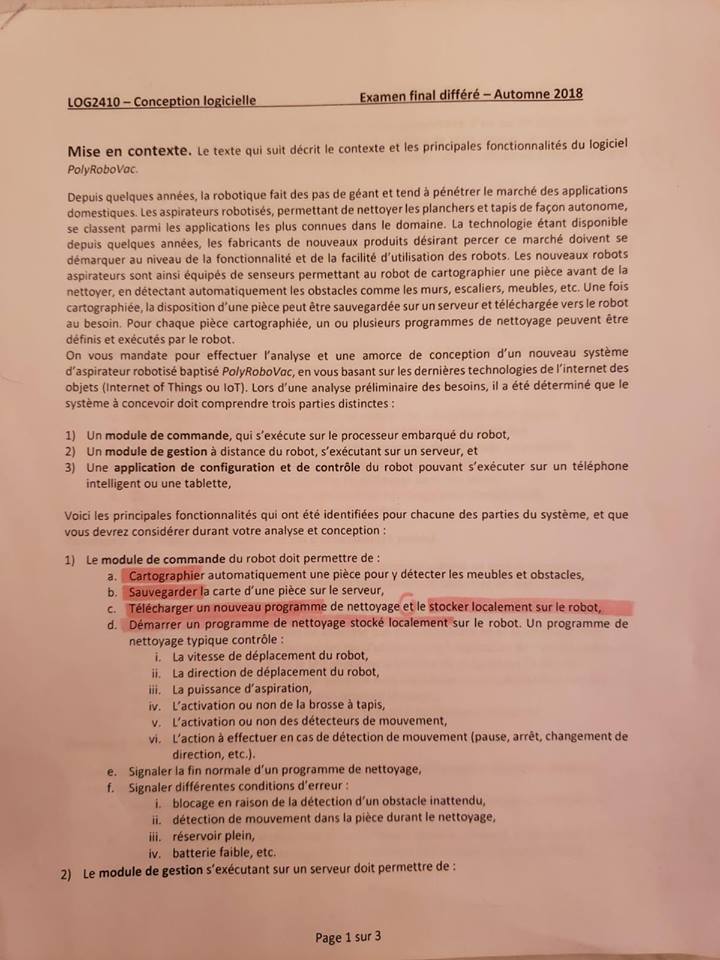 LOG2410 – Conception logicielle Examen final différé – Automne 2018
Mise en contexte. Le texte qui suit décrit le contexte et les principales fonctionnalités du logiciel
PolyRoboVac.
Depuis quelques années, la robotique fait des pas de géant et tend à pénétrer le marché des applications
domestiques. Les aspirateurs robotisés, permettant de nettoyer les planchers et tapis de façon autonome,
se classent parmi les applications les plus connues dans le domaine. La technologie étant disponible
depuis quelques années, les fabricants de nouveaux produits désirant percer ce marché doivent se
démarquer au niveau de la fonctionnalité et de la facilité d'utilisation des robots. Les nouveaux robots
aspirateurs sont ainsi équipés de senseurs permettant au robot de cartographier une pièce avant de la
nettoyer, en détectant automatiquement les obstacles comme les murs, escaliers, meubles, etc. Une fois
cartographiée, la disposition d'une pièce peut être sauvegardée sur un serveur et téléchargée vers le robot
au besoin. Pour chaque pièce cartographiée, un ou plusieurs programmes de nettoyage peuvent être
définis et exécutés par le robot.
On vous mandate pour effectuer l'analyse et une amorce de conception d'un nouveau système
d'aspirateur robotisé baptisé PolyRoboVac, en vous basant sur les dernières technologies de l'internet des
objets (Internet of Things ou IoT). Lors d'une analyse préliminaire des besoins, il a été déterminé que le
système à concevoir doit comprendre trois parties distinctes :
1) Un module de commande, qui s'exécute sur le processeur embarqué du robot,
2) Un module de gestion à distance du robot, s'exécutant sur un serveur, et
3) Une application de configuration et de contrôle du robot pouvant s'exécuter sur un téléphone
intelligent ou une tablette,
Voici les principales fonctionnalités qui ont été identifiées pour chacune des parties du système, et que
vous devrez considérer durant votre analyse et conception :
1) Le module de commande du robot doit permettre de :
a. Cartographier automatiquement une pièce pour y détecter les meubles et obstacles,
b. Sauvegarder la carte d'une pièce sur le serveur,
c. Télécharger un nouveau programme de nettoyage et le stocker localement sur le robot,
d. Démarrer un programme de nettoyage stocké localement sur le robot. Un programme de
nettoyage typique contrôle :
i. La vitesse de déplacement du robot,
ii. La direction de déplacement du robot,
iii. La puissance d'aspiration,
iv. L'activation ou non de la brosse à tapis,
v. L'activation ou non des détecteurs de mouvement,
vi. L'action à effectuer en cas de détection de mouvement (pause, arrêt, changement de
direction, etc.).
e. Signaler la fin normale d'un programme de nettoyage,
f. Signaler différentes conditions d'erreur :
i. blocage en raison de la détection d'un obstacle inattendu,
ii. détection de mouvement dans la pièce durant le nettoyage,
iii. réservoir plein,
iv. batterie faible, etc.
2) Le module de gestion s'exécutant sur un serveur doit permettre de :
Page 1 sur 3